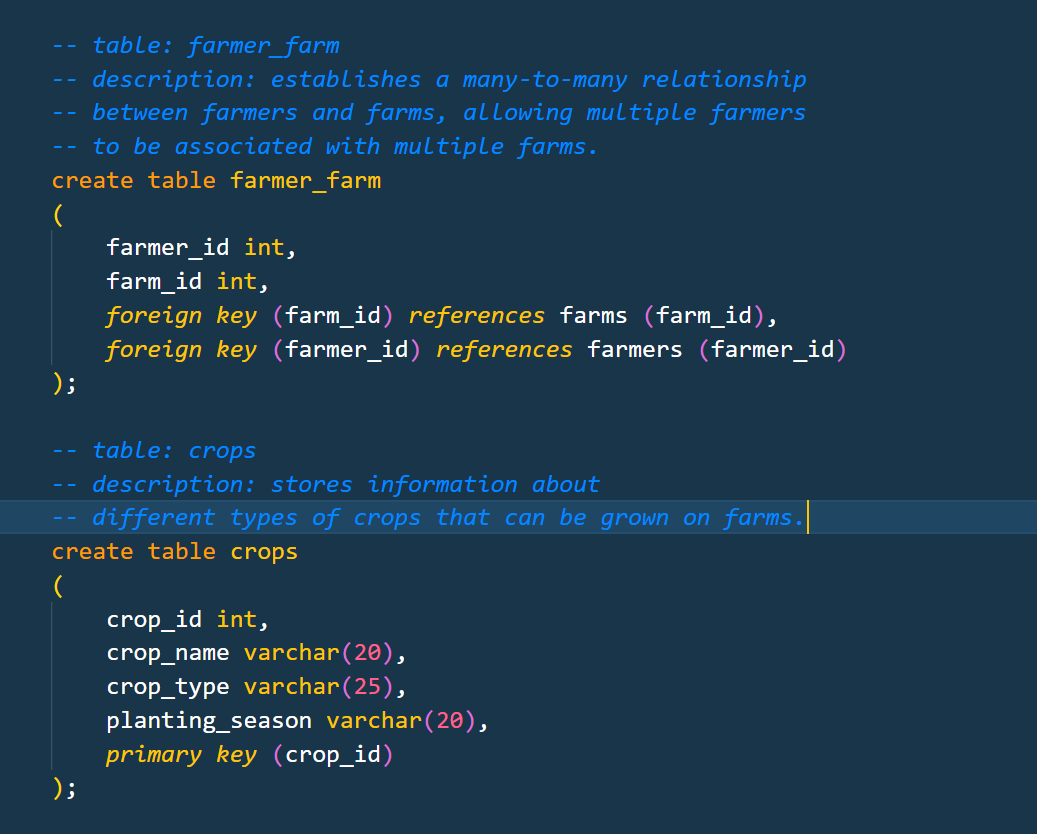 -- table: farmer_farm
-- description: establishes a many-to-many relationship
-- between farmers and farms, allowing multiple farmers
-- to be associated with multiple farms.
create table farmer_farm
(
    farmer_id int,
    farm_id int,
    foreign key (farm_id) references farms (farm_id),
    foreign key (farmer_id) references farmers (farmer_id)
);

-- table: crops
-- description: stores information about
-- different types of crops that can be grown on farms.
create table crops
(
    crop_id int,
    crop_name varchar(20),
    crop_type varchar(25),
    planting_season varchar(20),
    primary key (crop_id)
);